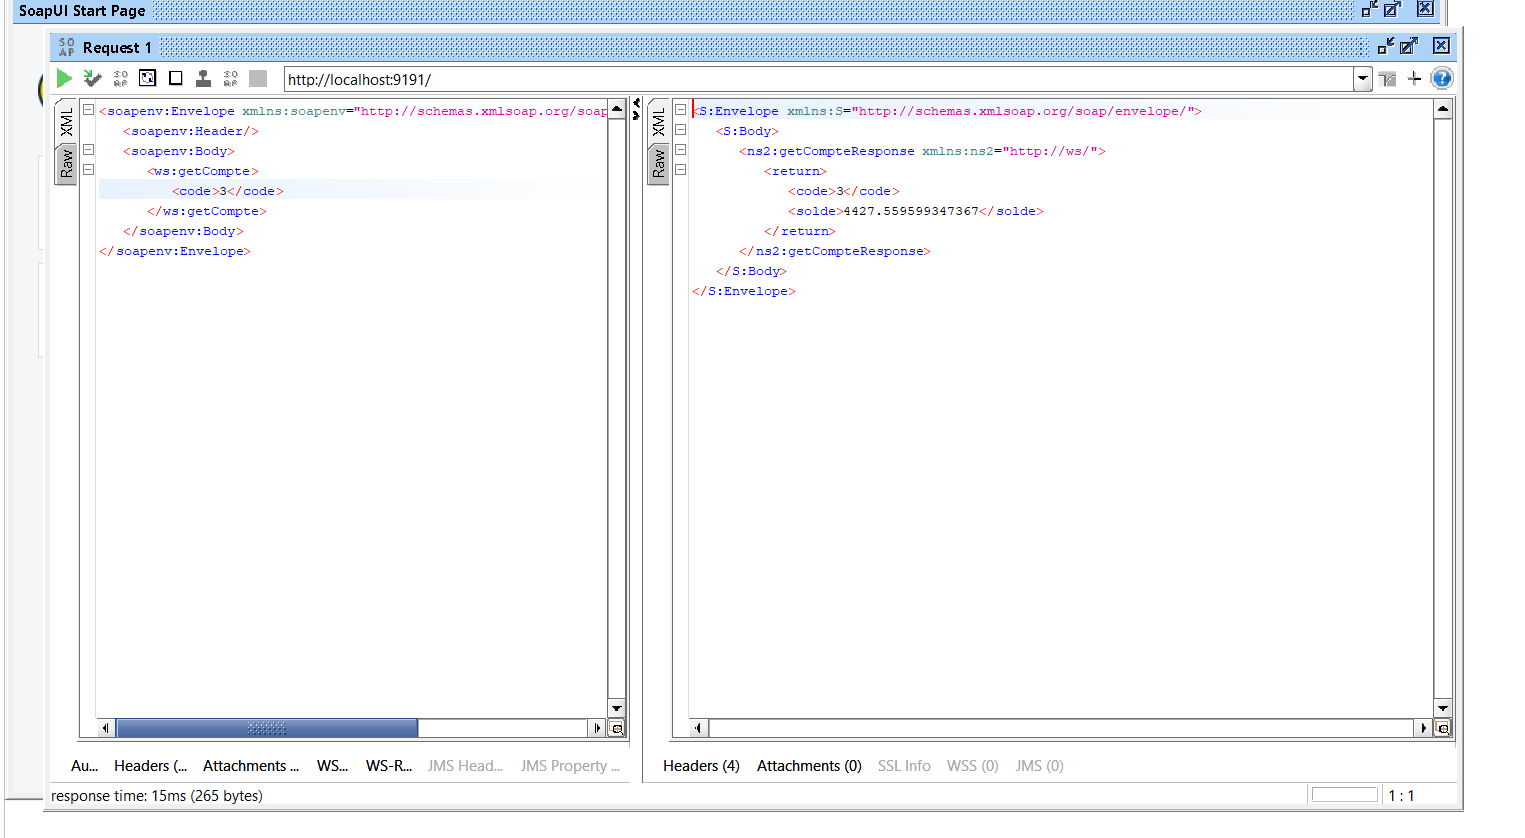 SoapUI Start Page
SO
AP
Request 1
http://localhost:9191/
XML
Raw
<soapenv:Envelope xmlns:soapenv="http://schemas.xmlsoap.org/soap
<soapenv:Header/>
<soapenv:Body>
<ws:getCompte>
<code>3</code>
</ws:getCompte>
</soapenv:Body>
</soapenv:Envelope>
XML
Raw
<S:Envelope xmlns:S="http://schemas.xmlsoap.org/soap/envelope/">
<S:Body>
<ns2:getCompteResponse xmlns:ns2="http://ws/">
<return>
<code>3</code>
<solde>4427.559599347367</solde>
</return>
</ns2:getCompteResponse>
</S:Body>
</S:Envelope>
Au... Headers (... Attachments ... WS... WS-R... JMS Head... JMS Property ...
Headers (4) Attachments (0) SSL Info WSS (0) JMS (0)
response time: 15ms (265 bytes)
1 : 1